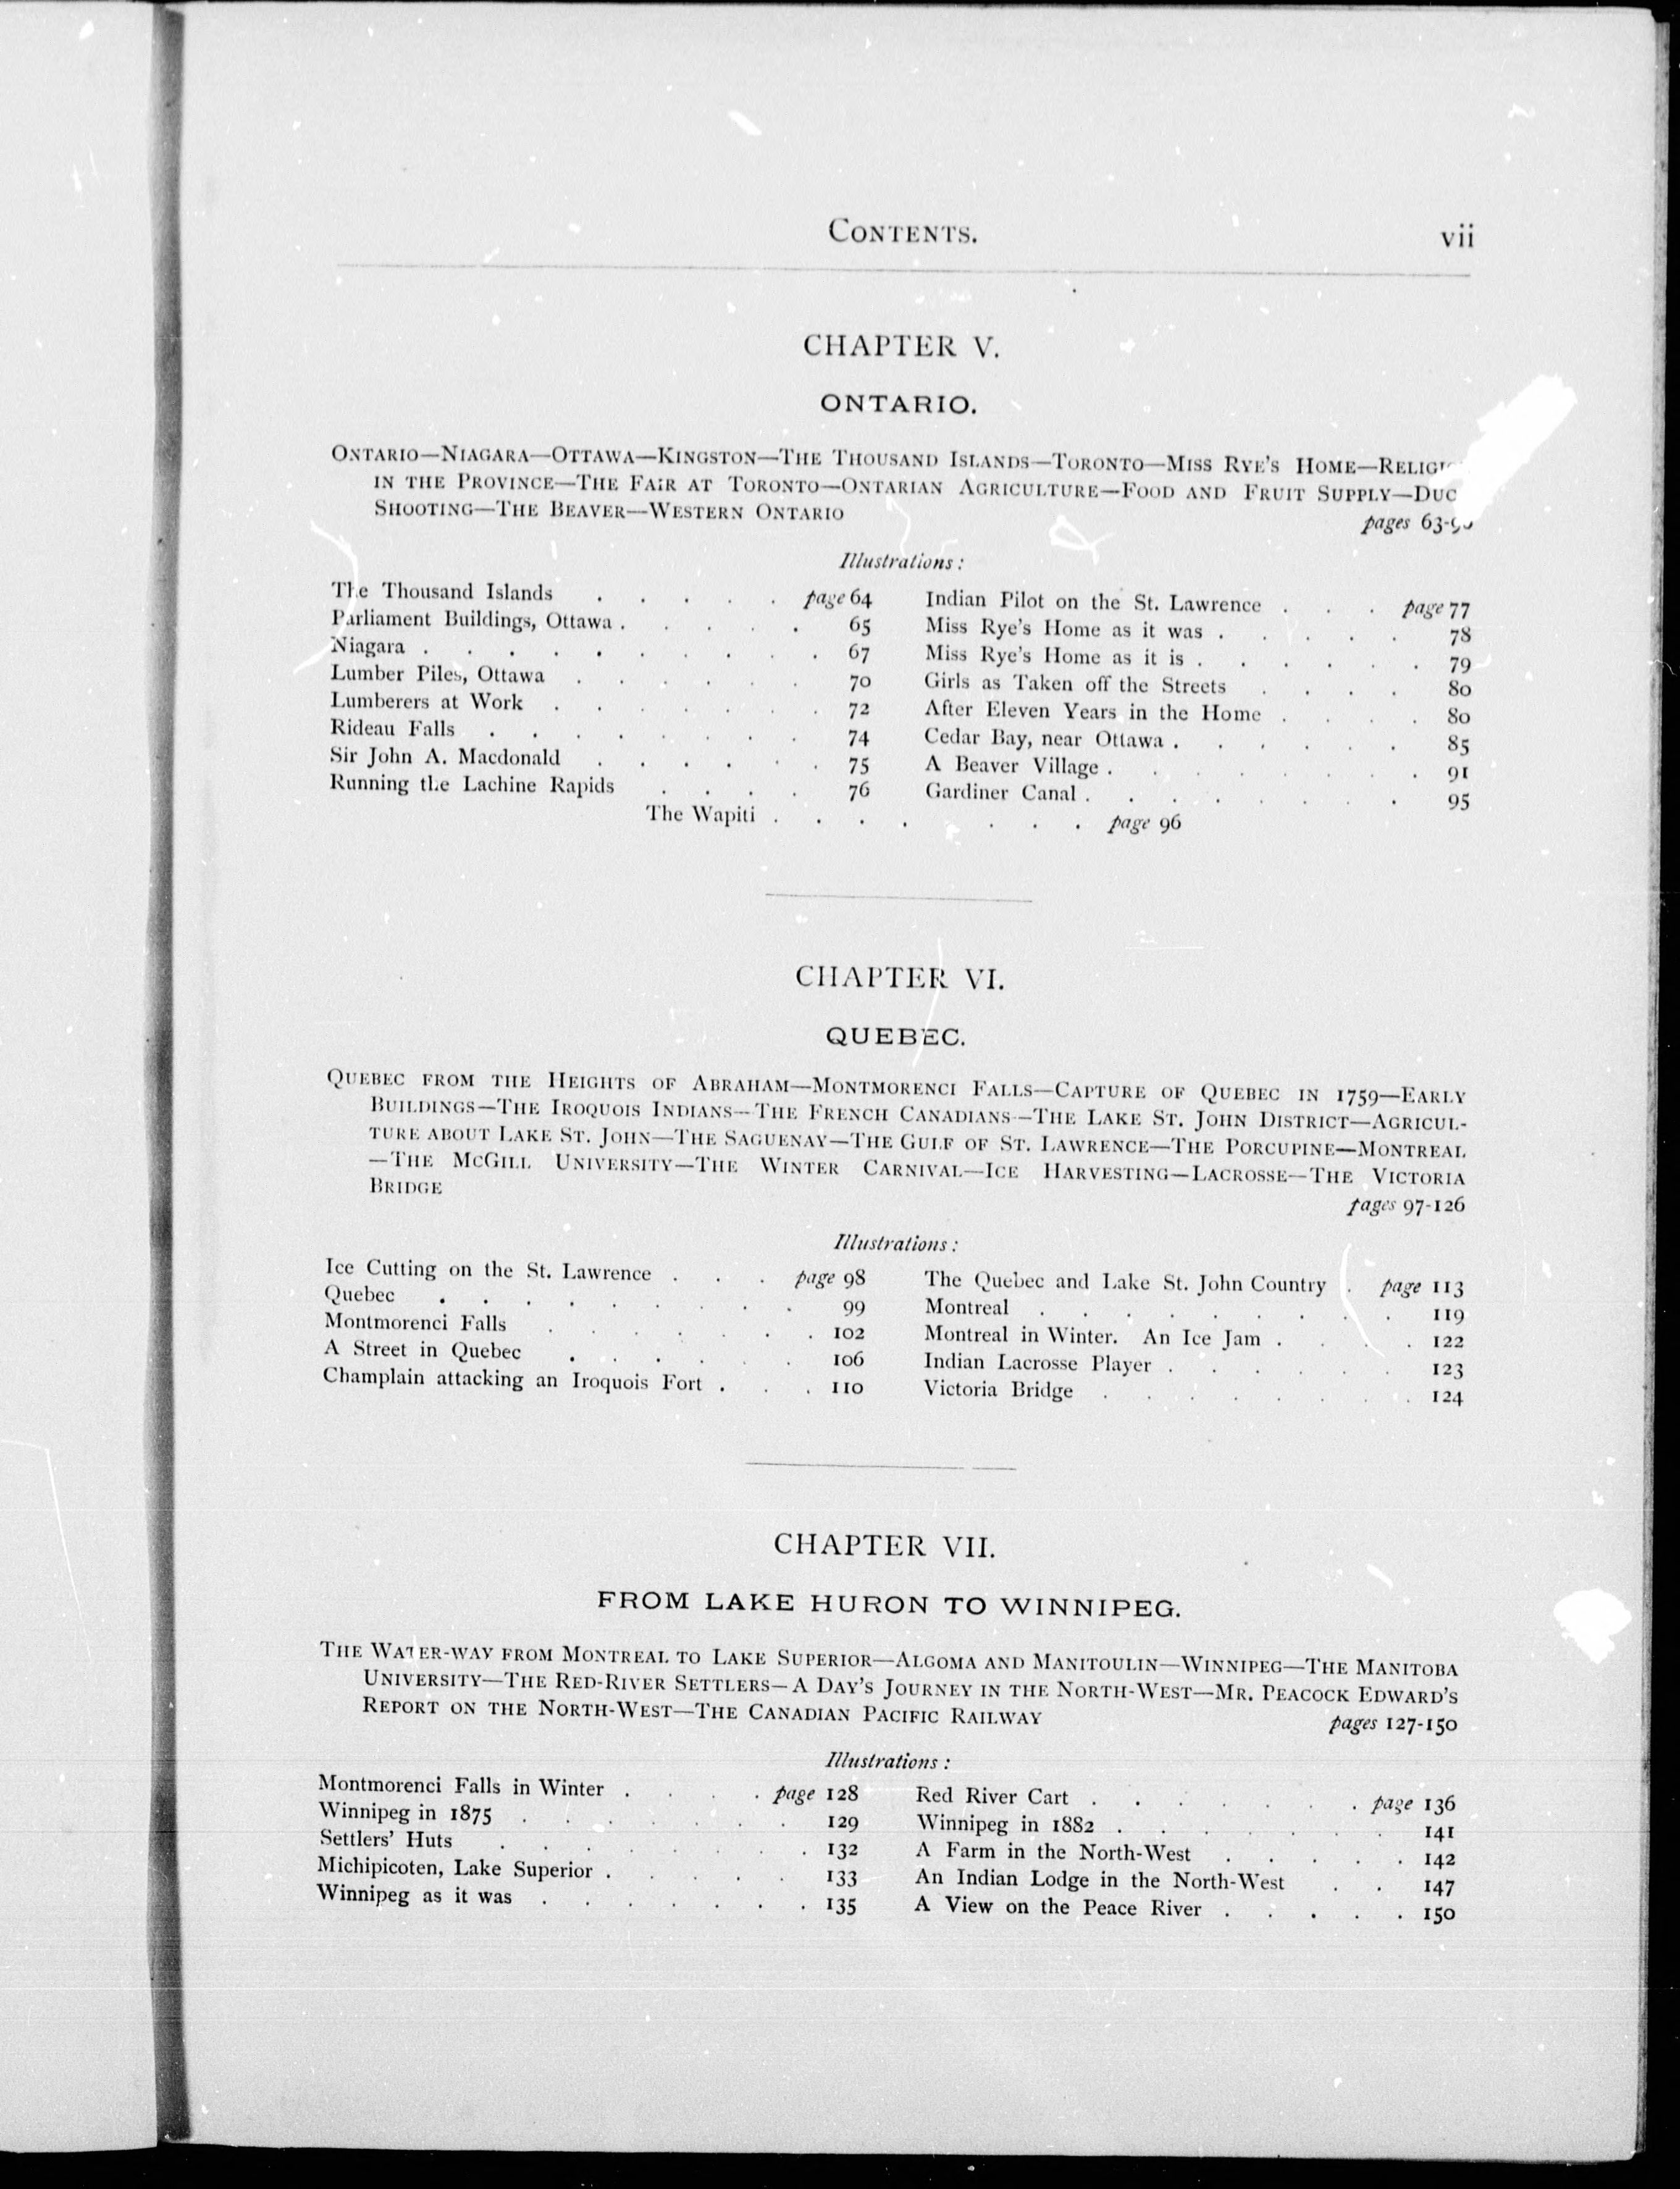 CONTENTS. vii
CHAPTER V.
ONTARIO.
ONTARIO—NIAGARA—OTTAWA—KINGSTON—THE THOUSAND ISLANDS—TORONTO—MISS RYE'S HOME—
IN THE PROVINCE—THE FAIR AT TORONTO—ONTARIAN AGRICULTURE—FOOD AND FRUIT SUPPLY—
SHOOTING—THE BEAVER—WESTERN ONTARIO pages
Illustrations:
The Thousand Islands . . . . . page 64
Parliament Buildings, Ottawa . . . . . 65
Niagara . . . . . . . . . . 67
Lumber Piles, Ottawa . . . . . . 70
Lumberers at Work . . . . . . . 72
Rideau Falls . . . . . . . . 74
Sir John A. Macdonald . . . . . . 75
Running the Lachine Rapids . . . . 76
Indian Pilot on the St. Lawrence . . . page 77
Miss Rye's Home as it was . . . . . 78
Miss Rye's Home as it is . . . . . . 79
Girls as Taken off the Streets . . . . 80
After Eleven Years in the Home . . . . 80
Cedar Bay, near Ottawa . . . . . . 85
A Beaver Village . . . . . . . . 91
Gardiner Canal . . . . . . . . 95
The Wapiti . . . . . . . page 96
CHAPTER VI.
QUEBEC.
QUEBEC FROM THE HEIGHTS OF ABRAHAM—MONTMORENCI FALLS—CAPTURE OF QUEBEC IN 1759—EARLY
BUILDINGS—THE IROQUOIS INDIANS—THE FRENCH CANADIANS—THE LAKE ST. JOHN DISTRICT—AGRICUL-
TURE ABOUT LAKE ST. JOHN—THE SAGUENAY—THE GULF OF ST. LAWRENCE—THE PORCUPINE—MONTREAL
—THE MCGILL UNIVERSITY—THE WINTER CARNIVAL—ICE HARVESTING—LACROSSE—THE VICTORIA
BRIDGE pages 97-126
Illustrations:
Ice Cutting on the St. Lawrence . . . page 98
Quebec . . . . . . . . . 99
Montmorenci Falls . . . . . . . 102
A Street in Quebec . . . . . . 106
Champlain attacking an Iroquois Fort . . . 110
The Quebec and Lake St. John Country . page 113
Montreal . . . . . . . . . 119
Montreal in Winter. An Ice Jam . . . . 122
Indian Lacrosse Player . . . . . . 123
Victoria Bridge . . . . . . . . 124
CHAPTER VII.
FROM LAKE HURON TO WINNIPEG.
THE WATER-WAY FROM MONTREAL TO LAKE SUPERIOR—ALGOMA AND MANITOULIN—WINNIPEG—THE MANITOBA
UNIVERSITY—THE RED-RIVER SETTLERS—A DAY'S JOURNEY IN THE NORTH-WEST—MR. PEACOCK EDWARD'S
REPORT ON THE NORTH-WEST—THE CANADIAN PACIFIC RAILWAY pages 127-150
Illustrations:
Montmorenci Falls in Winter . . . . page 128
Winnipeg in 1875 . . . . . . . 129
Settlers' Huts . . . . . . . . 132
Michipicoten, Lake Superior . . . . . 133
Winnipeg as it was . . . . . . . 135
Red River Cart . . . . . . . page 136
Winnipeg in 1882 . . . . . . . 141
A Farm in the North-West . . . . . 142
An Indian Lodge in the North-West . . 147
A View on the Peace River . . . . . 150